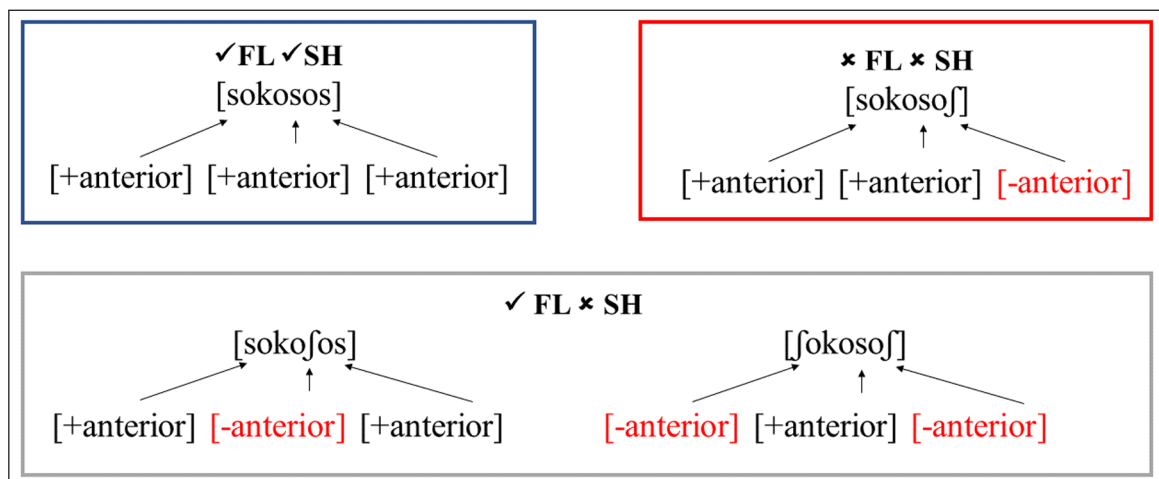 ✓FL ✓SH
[sokosos]
[+anterior] [+anterior] [+anterior]
✘ FL ✘ SH
[sokosoʃ]
[+anterior] [+anterior] [-anterior]
✓ FL ✘ SH
[sokoʃos]
[+anterior] [-anterior] [+anterior]
[ʃokosoʃ]
[-anterior] [+anterior] [-anterior]